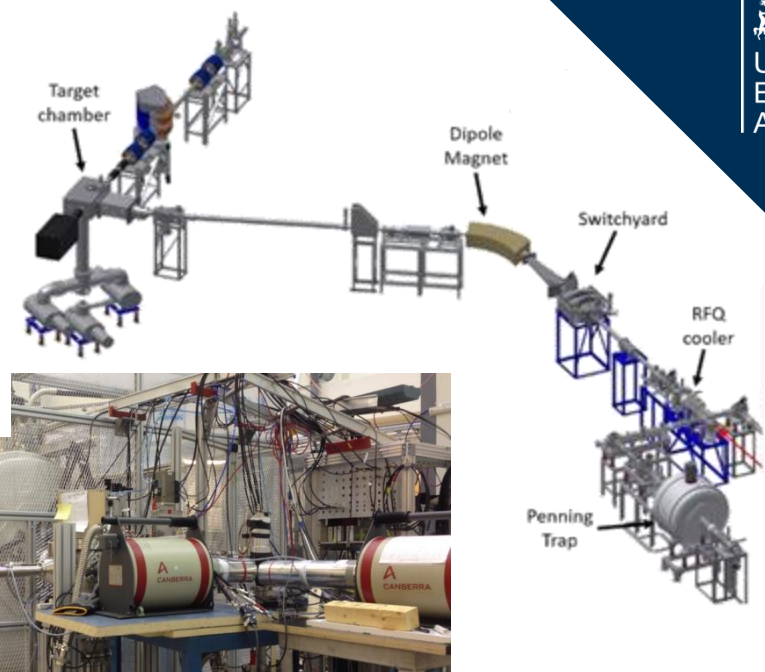 Target
chamber
Dipole
Magnet
Switchyard
RFQ
cooler
Penning
Trap
CANBERRA
CANBERRA
U
E
A